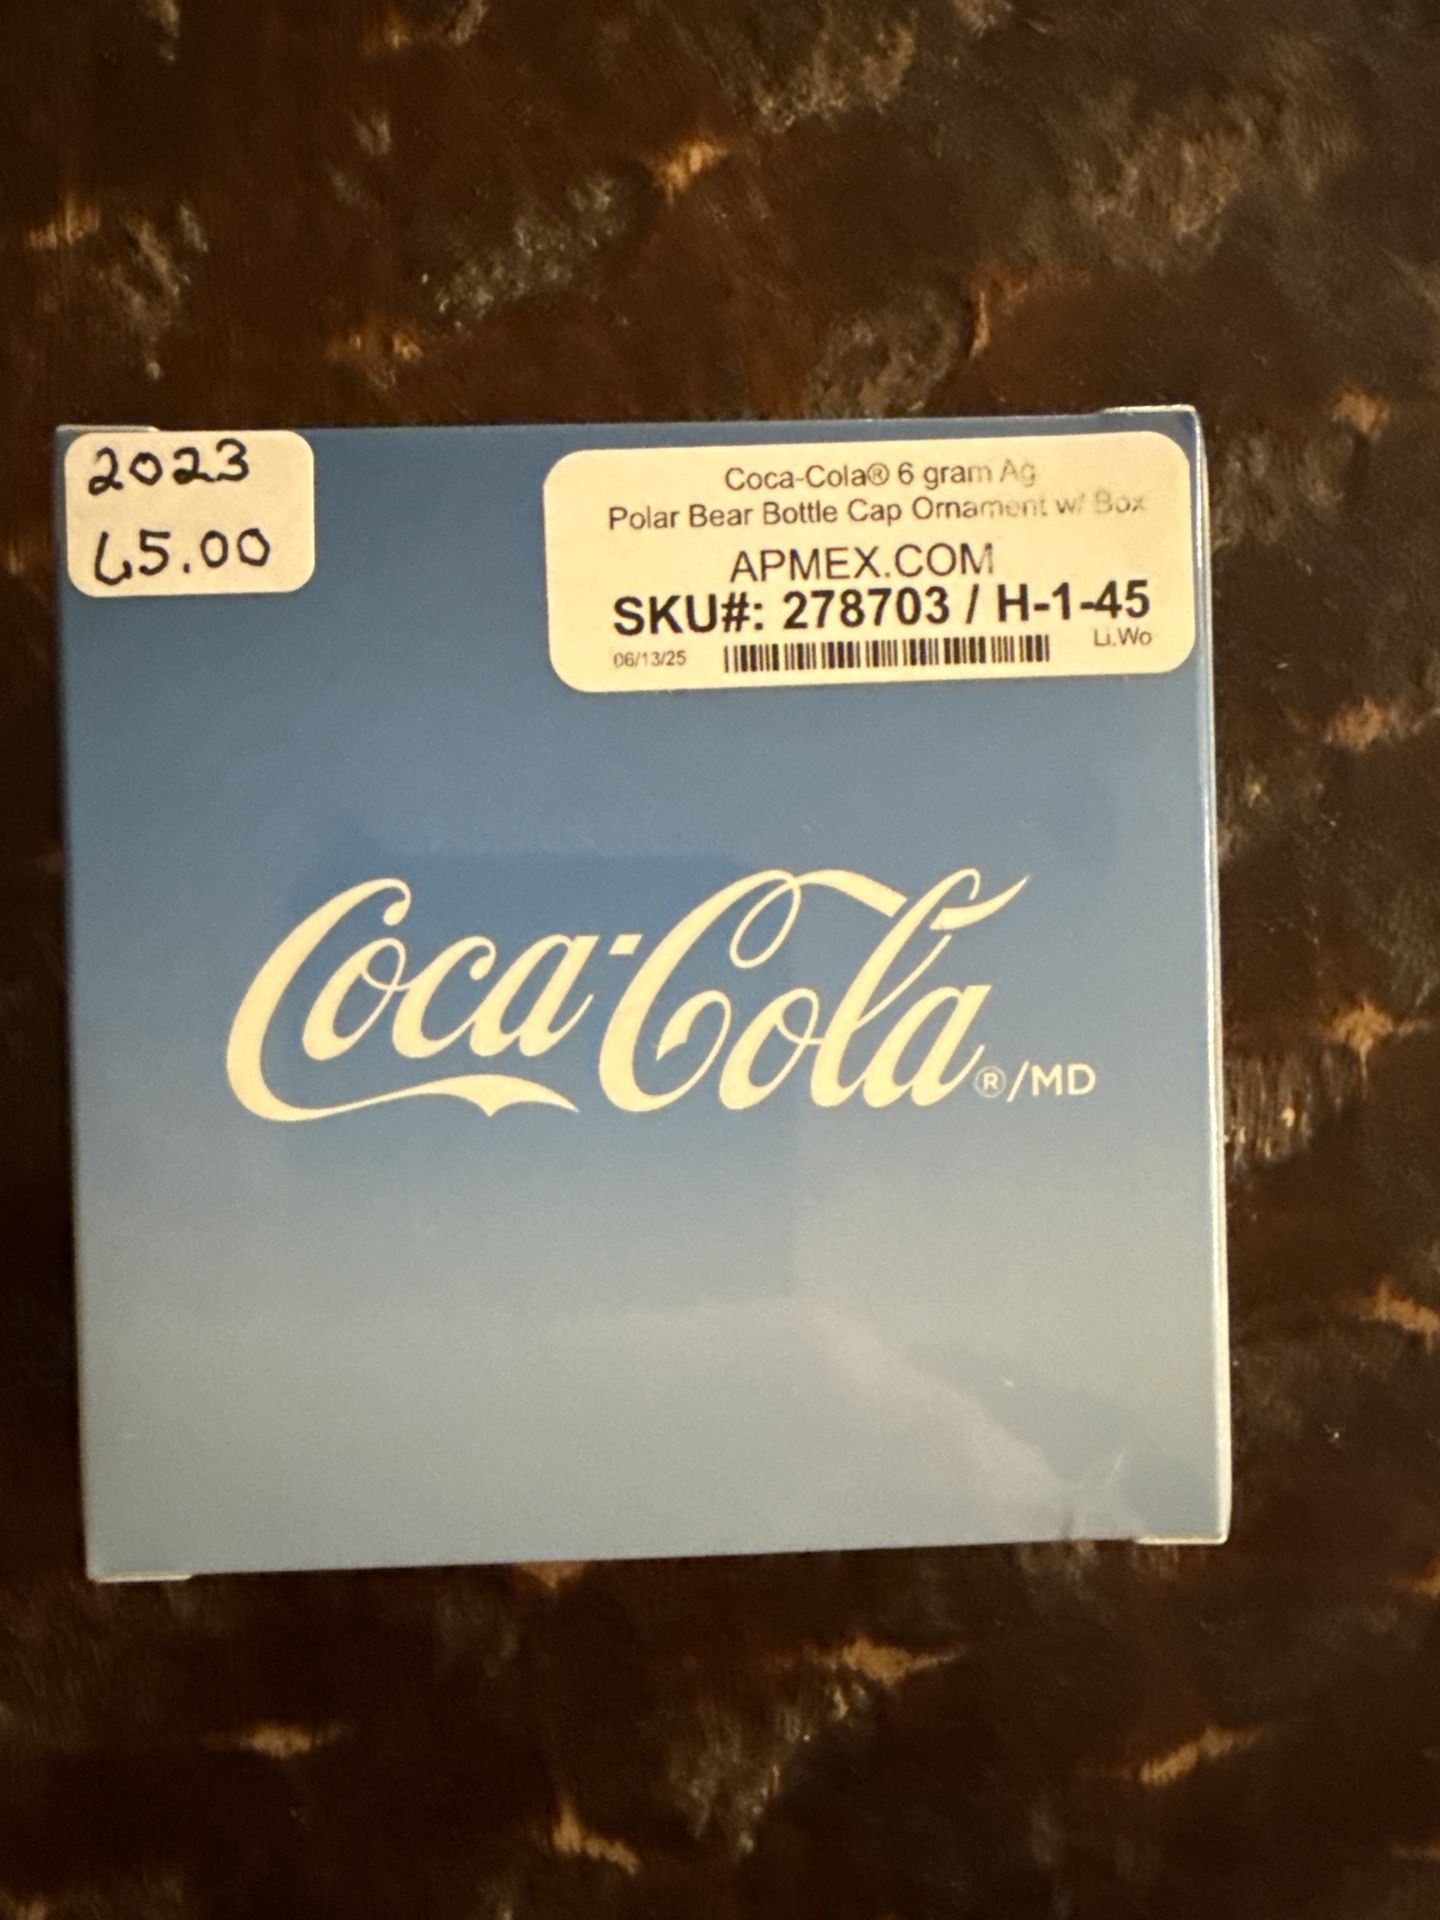 2023
65.00
Coca-Cola® 6 gram Ag
Polar Bear Bottle Cap Ornament w/ Box
APMEX.COM
SKU#: 278703 / H-1-45
06/13/25
Li.Wo
Coca-Cola®/MD